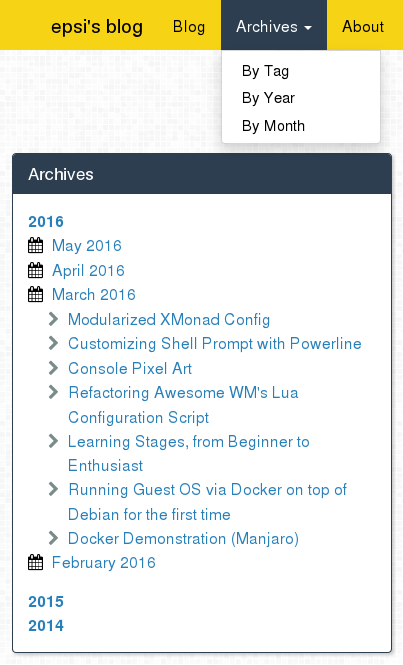 epsi's blog Blog Archives About
By Tag
By Year
By Month
Archives
2016
May 2016
April 2016
March 2016
Modularized XMonad Config
Customizing Shell Prompt with Powerline
Console Pixel Art
Refactoring Awesome WM's Lua
Configuration Script
Learning Stages, from Beginner to
Enthusiast
Running Guest OS via Docker on top of
Debian for the first time
Docker Demonstration (Manjaro)
February 2016
2015
2014